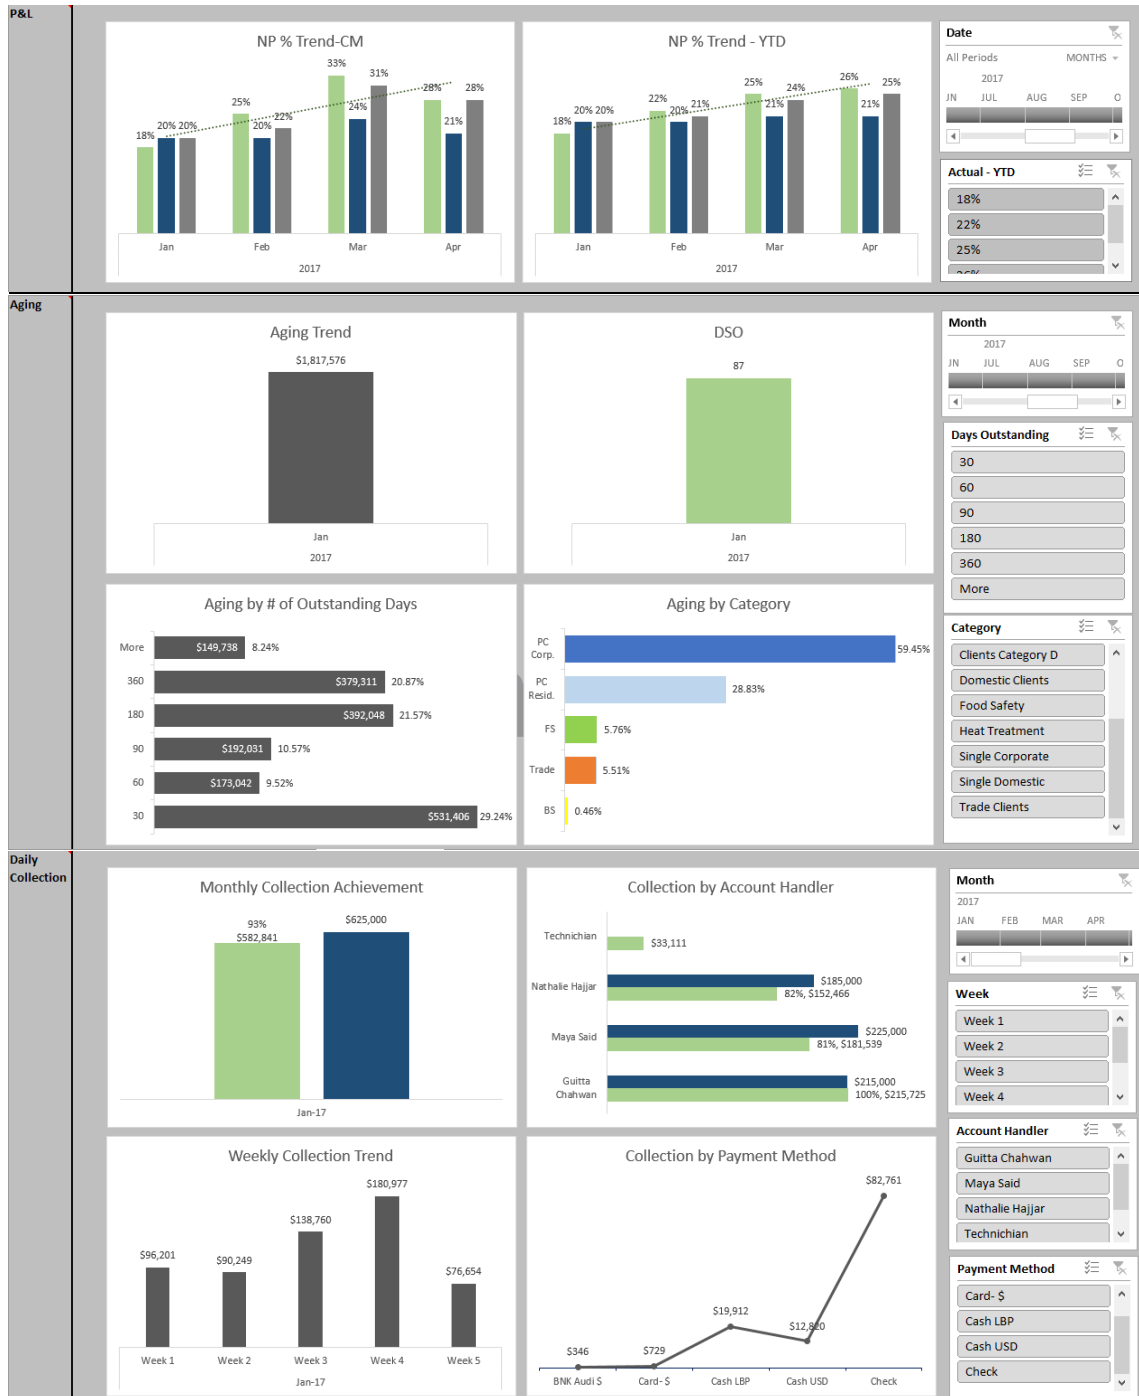 P&L
NP % Trend-CM
18% 20% 20%
25% 20% 22%
33% 24% 31%
28% 21% 28%
Jan Feb Mar Apr
2017
NP % Trend - YTD
18% 20% 20%
22% 20% 21%
25% 21% 24%
26% 21% 25%
Jan Feb Mar Apr
2017
Date
All Periods MONTHS
2017
JN JUL AUG SEP O
Actual - YTD
18%
22%
25%
26%
Aging
Aging Trend
$1,817,576
Jan
2017
DSO
87
Jan
2017
Month
2017
JN JUL AUG SEP O
Days Outstanding
30
60
90
180
360
More
Aging by # of Outstanding Days
More $149,738 8.24%
360 $379,311 20.87%
180 $392,048 21.57%
90 $192,031 10.57%
60 $173,042 9.52%
30 $531,406 29.24%
Aging by Category
PC
Corp. 59.45%
PC
Resid. 28.83%
FS 5.76%
Trade 5.51%
BS 0.46%
Category
Clients Category D
Domestic Clients
Food Safety
Heat Treatment
Single Corporate
Single Domestic
Trade Clients
Daily
Collection
Monthly Collection Achievement
93%
$582,841
$625,000
Jan-17
Collection by Account Handler
Technichian $33,111
Nathalie Hajjar $185,000
82%, $152,466
Maya Said $225,000
81%, $181,539
Guitta
Chahwan
$215,000
100%, $215,725
Month
2017
JAN FEB MAR APR
Week
Week 1
Week 2
Week 3
Week 4
Weekly Collection Trend
$96,201 $90,249 $138,760 $180,977 $76,654
Week 1 Week 2 Week 3 Week 4 Week 5
Jan-17
Collection by Payment Method
$346 $729 $19,912 $12,820 $82,761
BNK Audi $ Card- $ Cash LBP Cash USD Check
Account Handler
Guitta Chahwan
Maya Said
Nathalie Hajjar
Technichian
Payment Method
Card- $
Cash LBP
Cash USD
Check